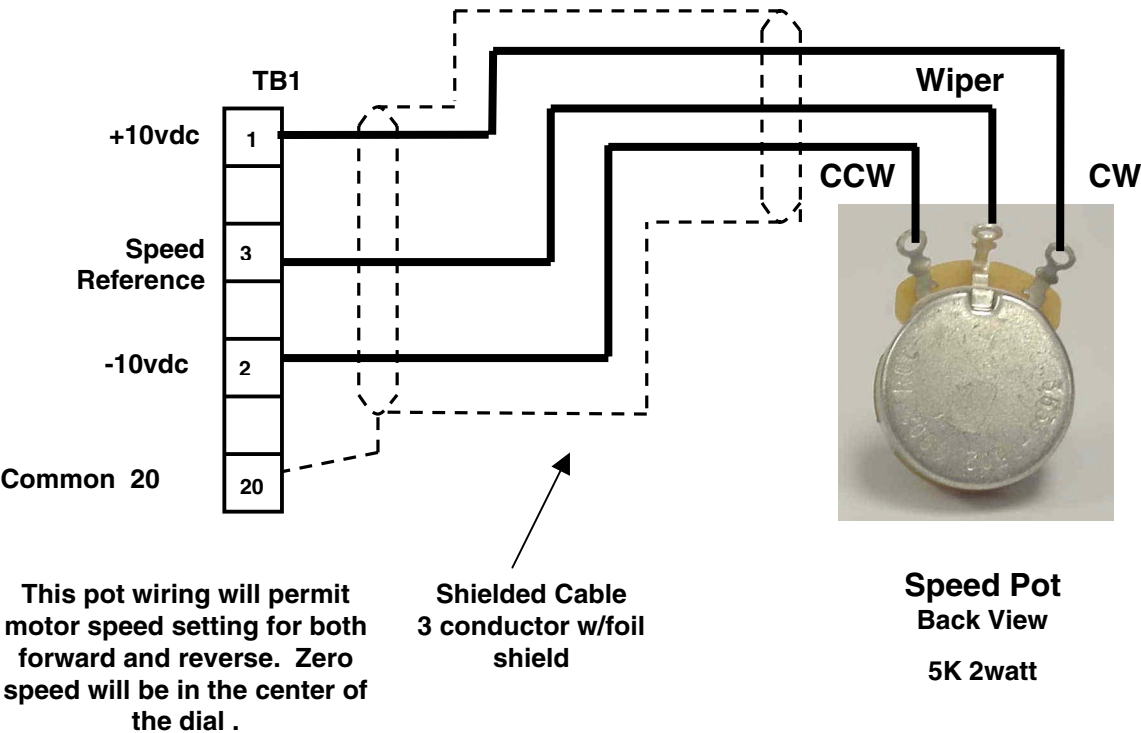 TB1
+10vdc
1
Wiper
CCW
CW
Speed
Reference
3
-10vdc
2
Common 20
20
This pot wiring will permit
motor speed setting for both
forward and reverse. Zero
speed will be in the center of
the dial .
Shielded Cable
3 conductor w/foil
shield
Speed Pot
Back View
5K 2watt